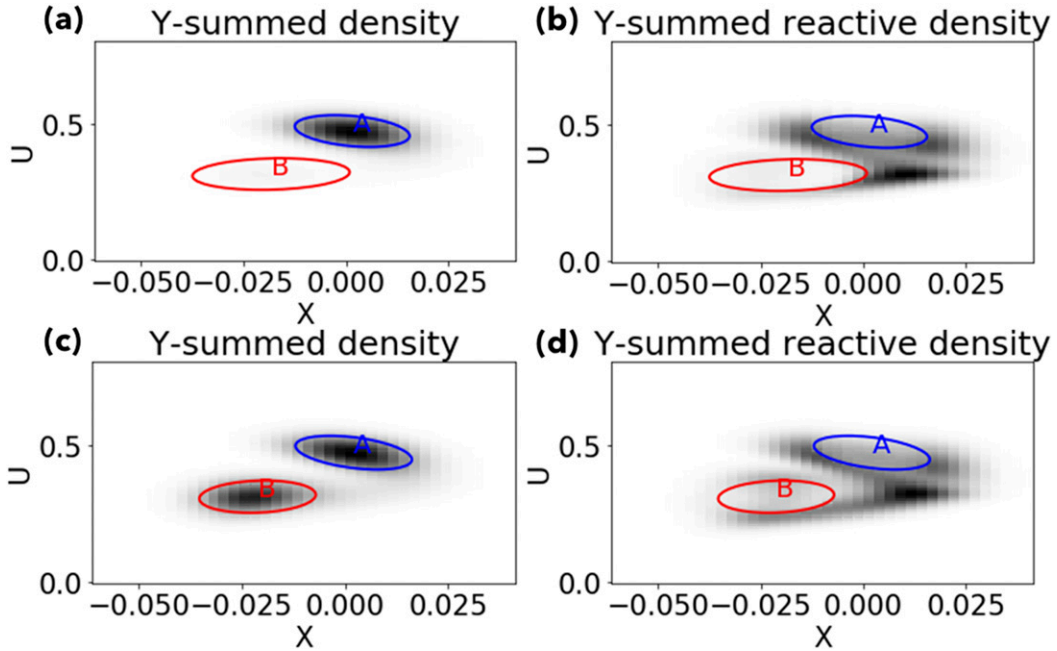 (a) Y-summed density
(b) Y-summed reactive density
U
0.5
0.0
A
B
−0.050 −0.025 0.000 0.025
X
U
0.5
0.0
A
B
−0.050 −0.025 0.000 0.025
X
(c) Y-summed density
(d) Y-summed reactive density
U
0.5
0.0
A
B
−0.050 −0.025 0.000 0.025
X
U
0.5
0.0
A
B
−0.050 −0.025 0.000 0.025
X